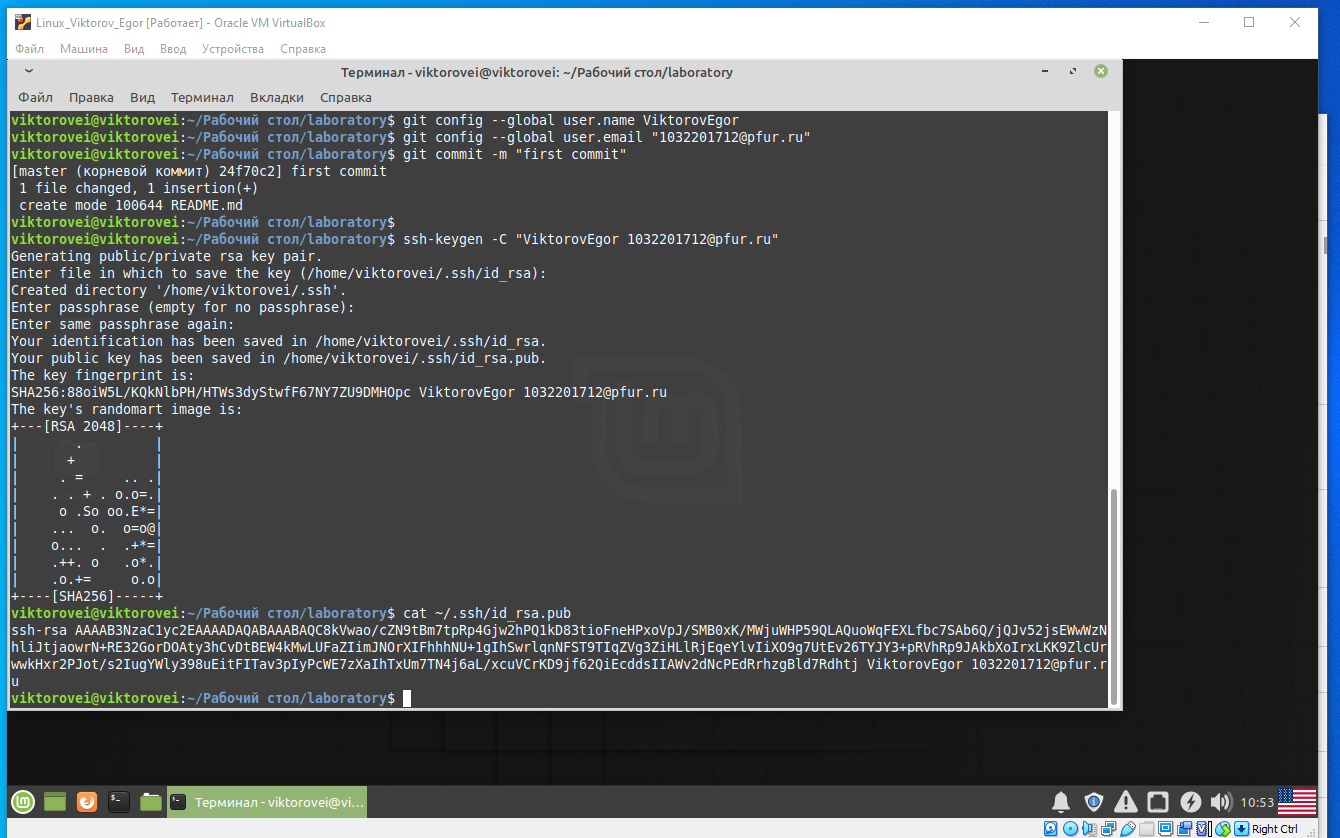 Linux_Viktorov_Egor [Работает] - Oracle VM VirtualBox
Файл Машина Вид Ввод Устройства Справка
Терминал - viktorovei@viktorovei: ~/Рабочий стол/laboratory
Файл Правка Вид Терминал Вкладки Справка
viktorovei@viktorovei:~/Рабочий стол/laboratory$ git config --global user.name ViktorovEgor
viktorovei@viktorovei:~/Рабочий стол/laboratory$ git config --global user.email "1032201712@pfur.ru"
viktorovei@viktorovei:~/Рабочий стол/laboratory$ git commit -m "first commit"
[master (корневой коммит) 24f70c2] first commit
 1 file changed, 1 insertion(+)
 create mode 100644 README.md
viktorovei@viktorovei:~/Рабочий стол/laboratory$
viktorovei@viktorovei:~/Рабочий стол/laboratory$ ssh-keygen -C "ViktorovEgor 1032201712@pfur.ru"
Generating public/private rsa key pair.
Enter file in which to save the key (/home/viktorovei/.ssh/id_rsa):
Created directory '/home/viktorovei/.ssh'.
Enter passphrase (empty for no passphrase):
Enter same passphrase again:
Your identification has been saved in /home/viktorovei/.ssh/id_rsa.
Your public key has been saved in /home/viktorovei/.ssh/id_rsa.pub.
The key fingerprint is:
SHA256:88oiW5L/KQkNlbPH/HTWs3dyStwfF67NY7ZU9DMHOpc ViktorovEgor 1032201712@pfur.ru
The key's randomart image is:
+---[RSA 2048]----+
|       .         |
|      +          |
|     . =     .. .|
|    . . + . o.o=.|
|     o .So oo.E*=|
|    ...  o.  o=o@|
|    o...  .  .+*=|
|    .++. o   .o*.|
|    .o.+=     o.o|
+----[SHA256]-----+
viktorovei@viktorovei:~/Рабочий стол/laboratory$ cat ~/.ssh/id_rsa.pub
ssh-rsa AAAAB3NzaC1yc2EAAAADAQABAAABAQC8kVwao/cZN9tBm7tpRp4Gjw2hPQ1kD83tioFneHPxoVpJ/SMB0xK/MWjuWHP59QLAQuoWqFEXLfbc7SAb6Q/jQJv52jsEWwWzN
hliJtjaowrN+RE32GorDOAty3hCvDtBEW4kMwLUFaZIimJNOrXIFhhhNU+1gIhSwrlqnNFST9TIqZVg3ZiHLlRjEqeYlvIiXO9g7UtEv26TYJY3+pRVhRp9JAkbXoIrxLKK9ZlcUr
wwkHxr2PJot/s2IugYWly398uEitFITav3pIyPcWE7zXaIhTxUm7TN4j6aL/xcuVCrKD9jf62QiEcddsIIAWv2dNcPEdRrhzgBld7Rdhtj ViktorovEgor 1032201712@pfur.r
u
viktorovei@viktorovei:~/Рабочий стол/laboratory$
Терминал - viktorovei@vi...
10:53
Right Ctrl